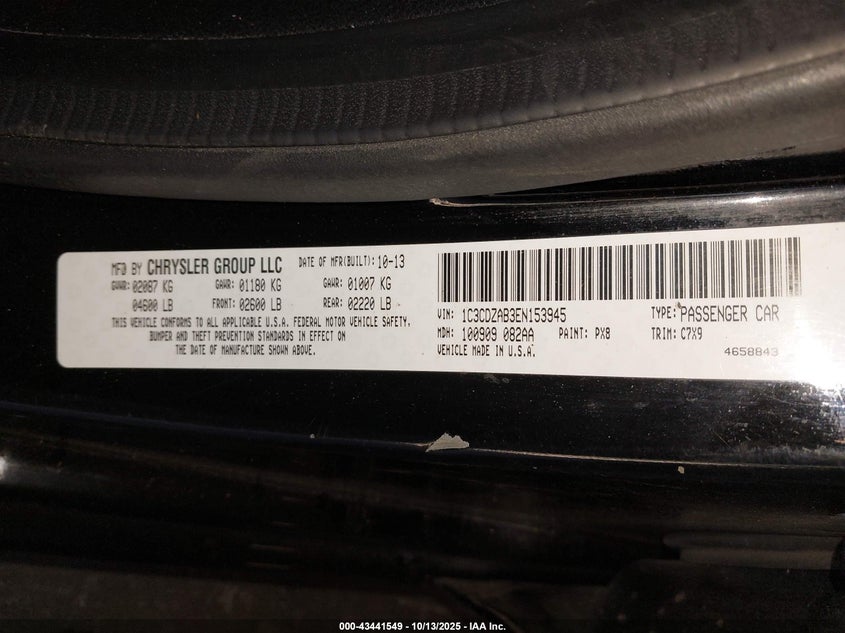 MFD BY CHRYSLER GROUP LLC DATE OF MFR(BUILT): 10-13
GVWR: 02087 KG GAWR: 01180 KG GAWR: 01007 KG
04600 LB FRONT: 02600 LB REAR: 02220 LB
THIS VEHICLE CONFORMS TO ALL APPLICABLE U.S.A. FEDERAL MOTOR VEHICLE SAFETY,
BUMPER AND THEFT PREVENTION STANDARDS IN EFFECT ON
THE DATE OF MANUFACTURE SHOWN ABOVE.
VIN: 1C3CDZAB3EN153945 TYPE: PASSENGER CAR
MDH: 100909 082AA PAINT: PX8 TRIM: C7X9
VEHICLE MADE IN U.S.A. 4658843
000-43441549 | 10/13/2025 - IAA Inc.